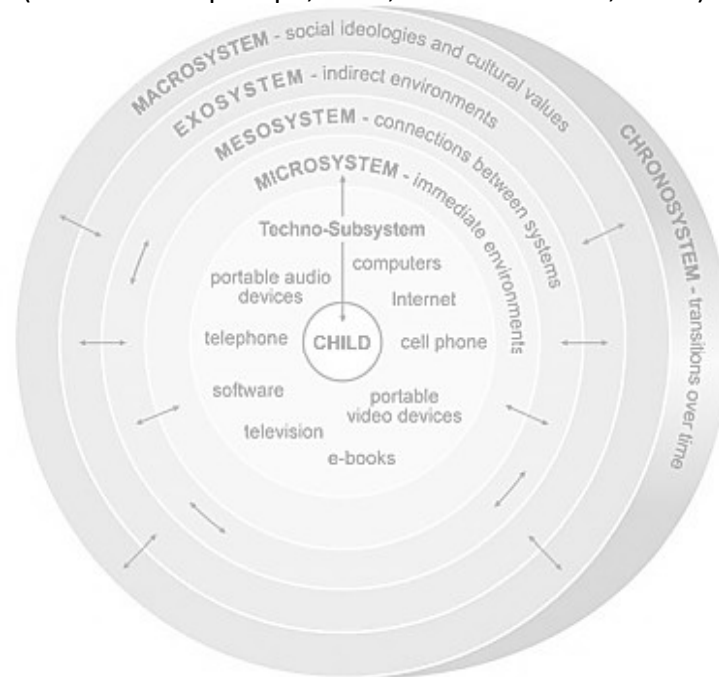 MACROSYSTEM - social ideologies and cultural values
EXOSYSTEM - indirect environments
MESOSYSTEM - connections between systems
MICROSYSTEM - immediate environments
CHRONOSYSTEM - transitions over time
Techno-Subsystem
computers
portable audio
devices
Internet
telephone
CHILD
cell phone
software
portable
video devices
television
e-books